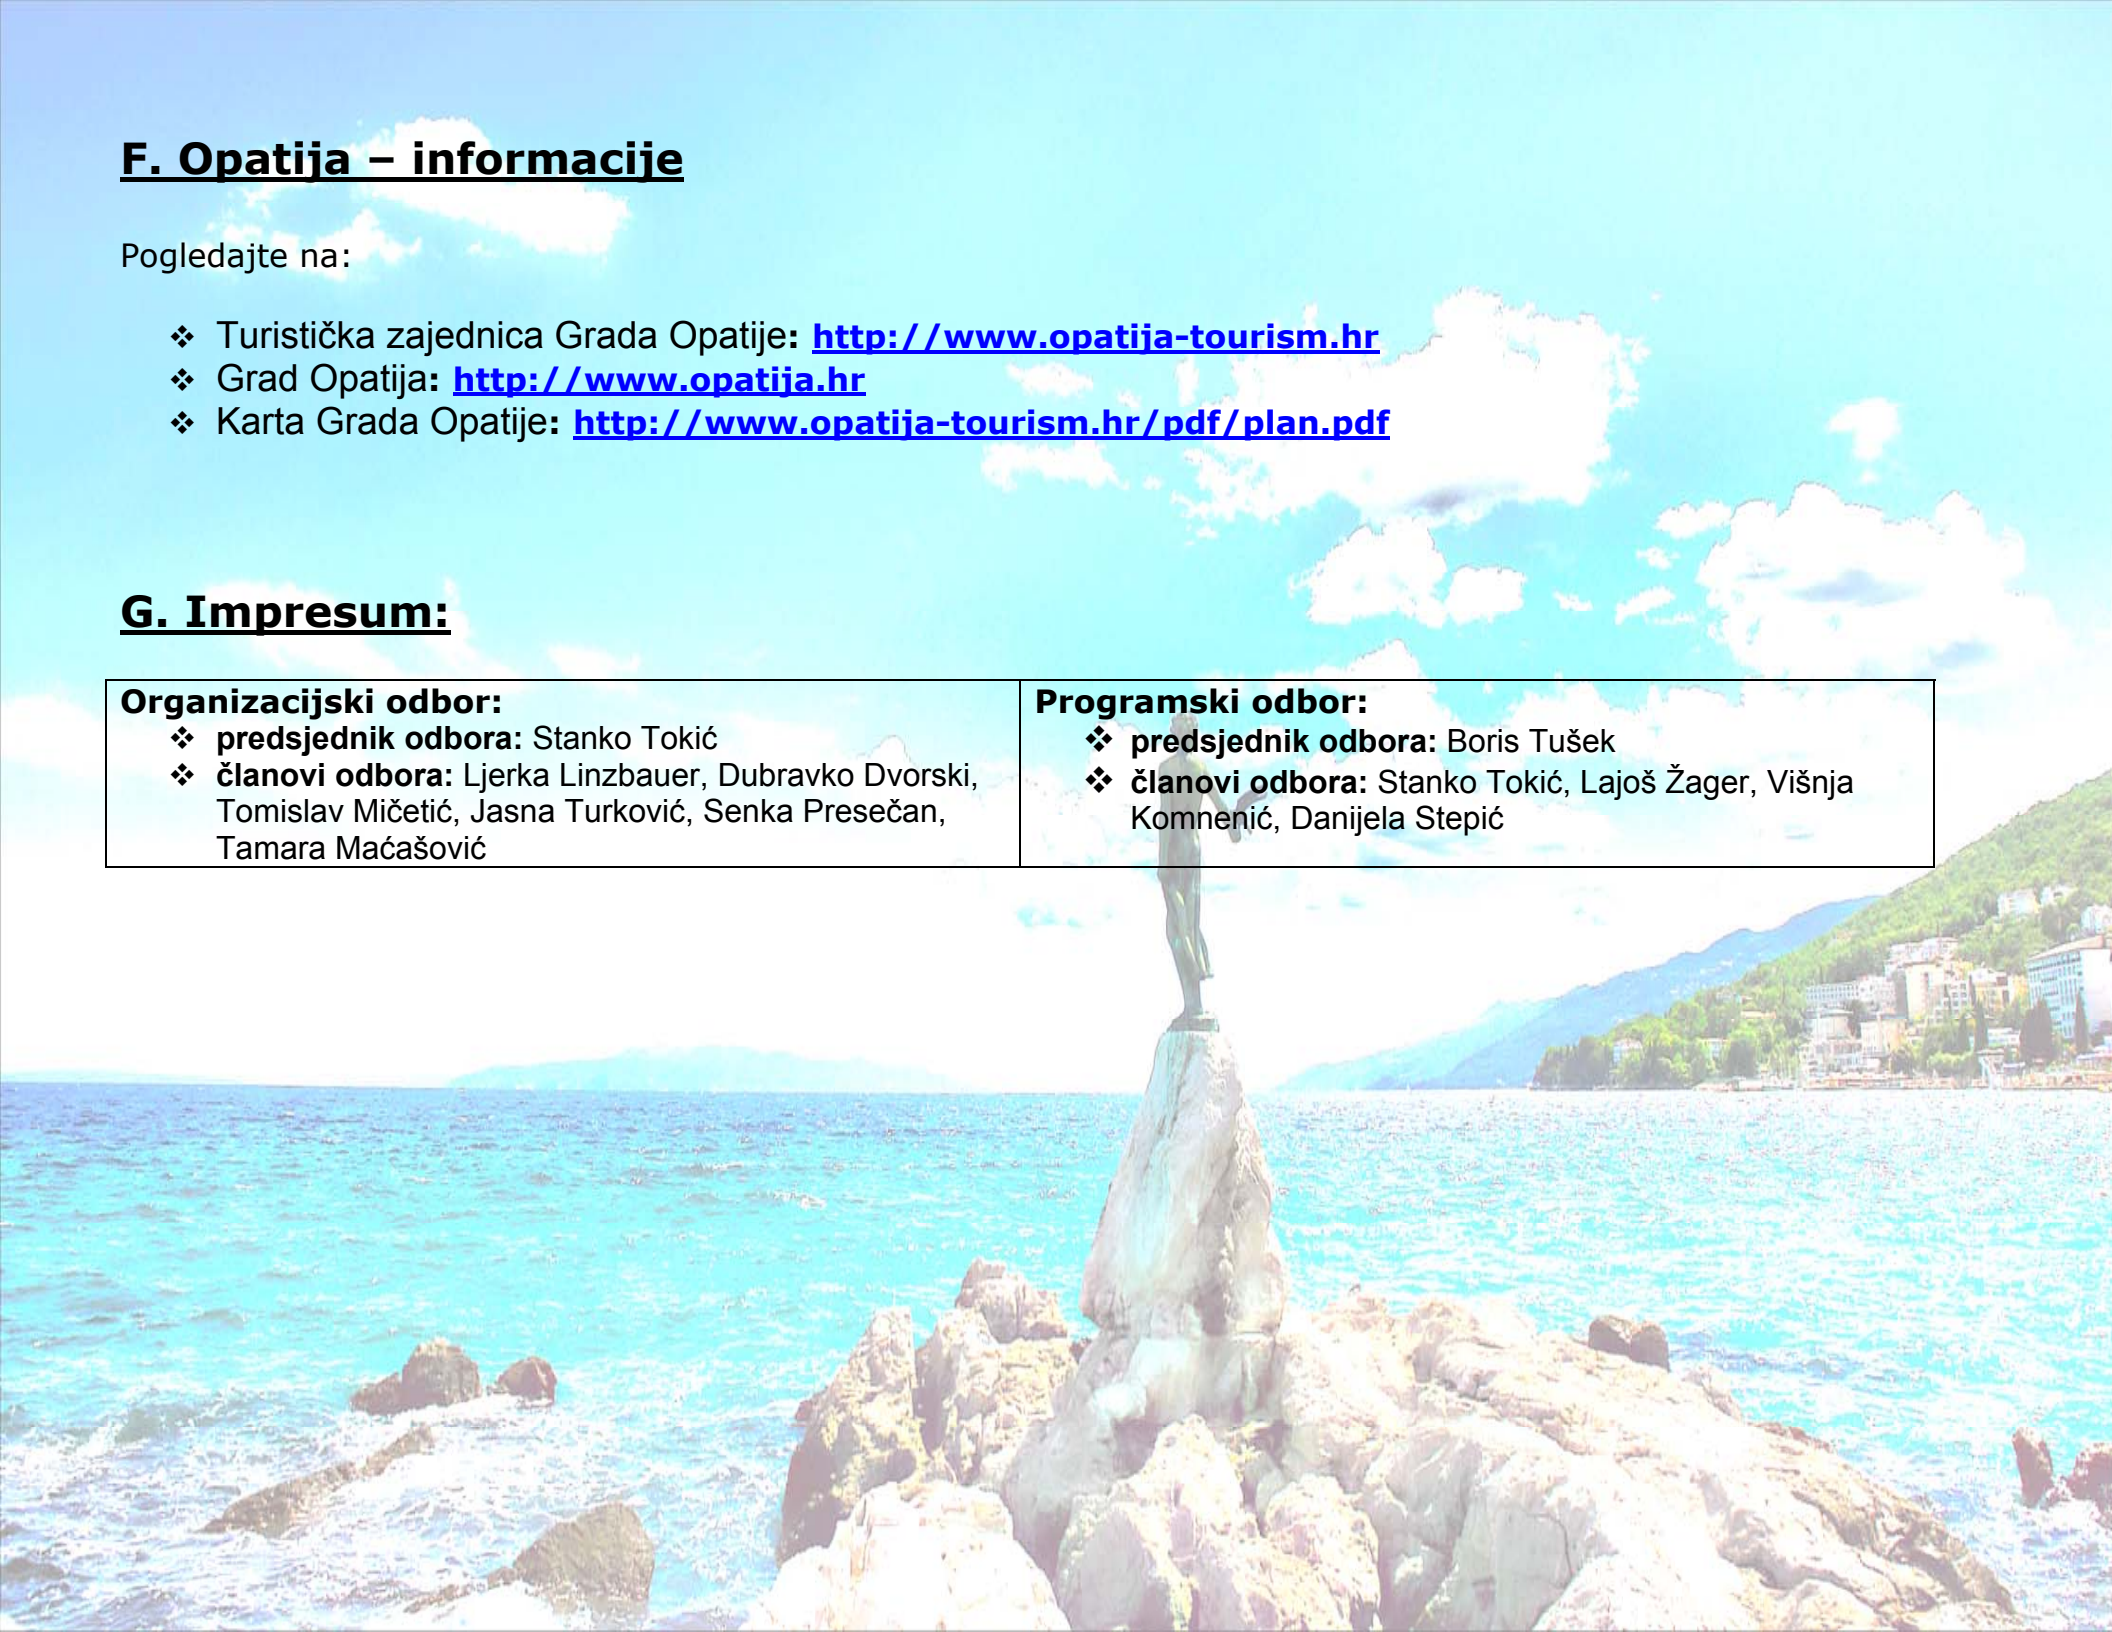 F. Opatija – informacije
Pogledajte na:
❖ Turistička zajednica Grada Opatije: http://www.opatija-tourism.hr
❖ Grad Opatija: http://www.opatija.hr
❖ Karta Grada Opatije: http://www.opatija-tourism.hr/pdf/plan.pdf
G. Impresum:
Organizacijski odbor:
❖ predsjednik odbora: Stanko Tokić
❖ članovi odbora: Ljerka Linzbauer, Dubravko Dvorski,
Tomislav Mičetić, Jasna Turković, Senka Presečan,
Tamara Maćašović
Programski odbor:
❖ predsjednik odbora: Boris Tušek
❖ članovi odbora: Stanko Tokić, Lajoš Žager, Višnja
Komnenić, Danijela Stepić